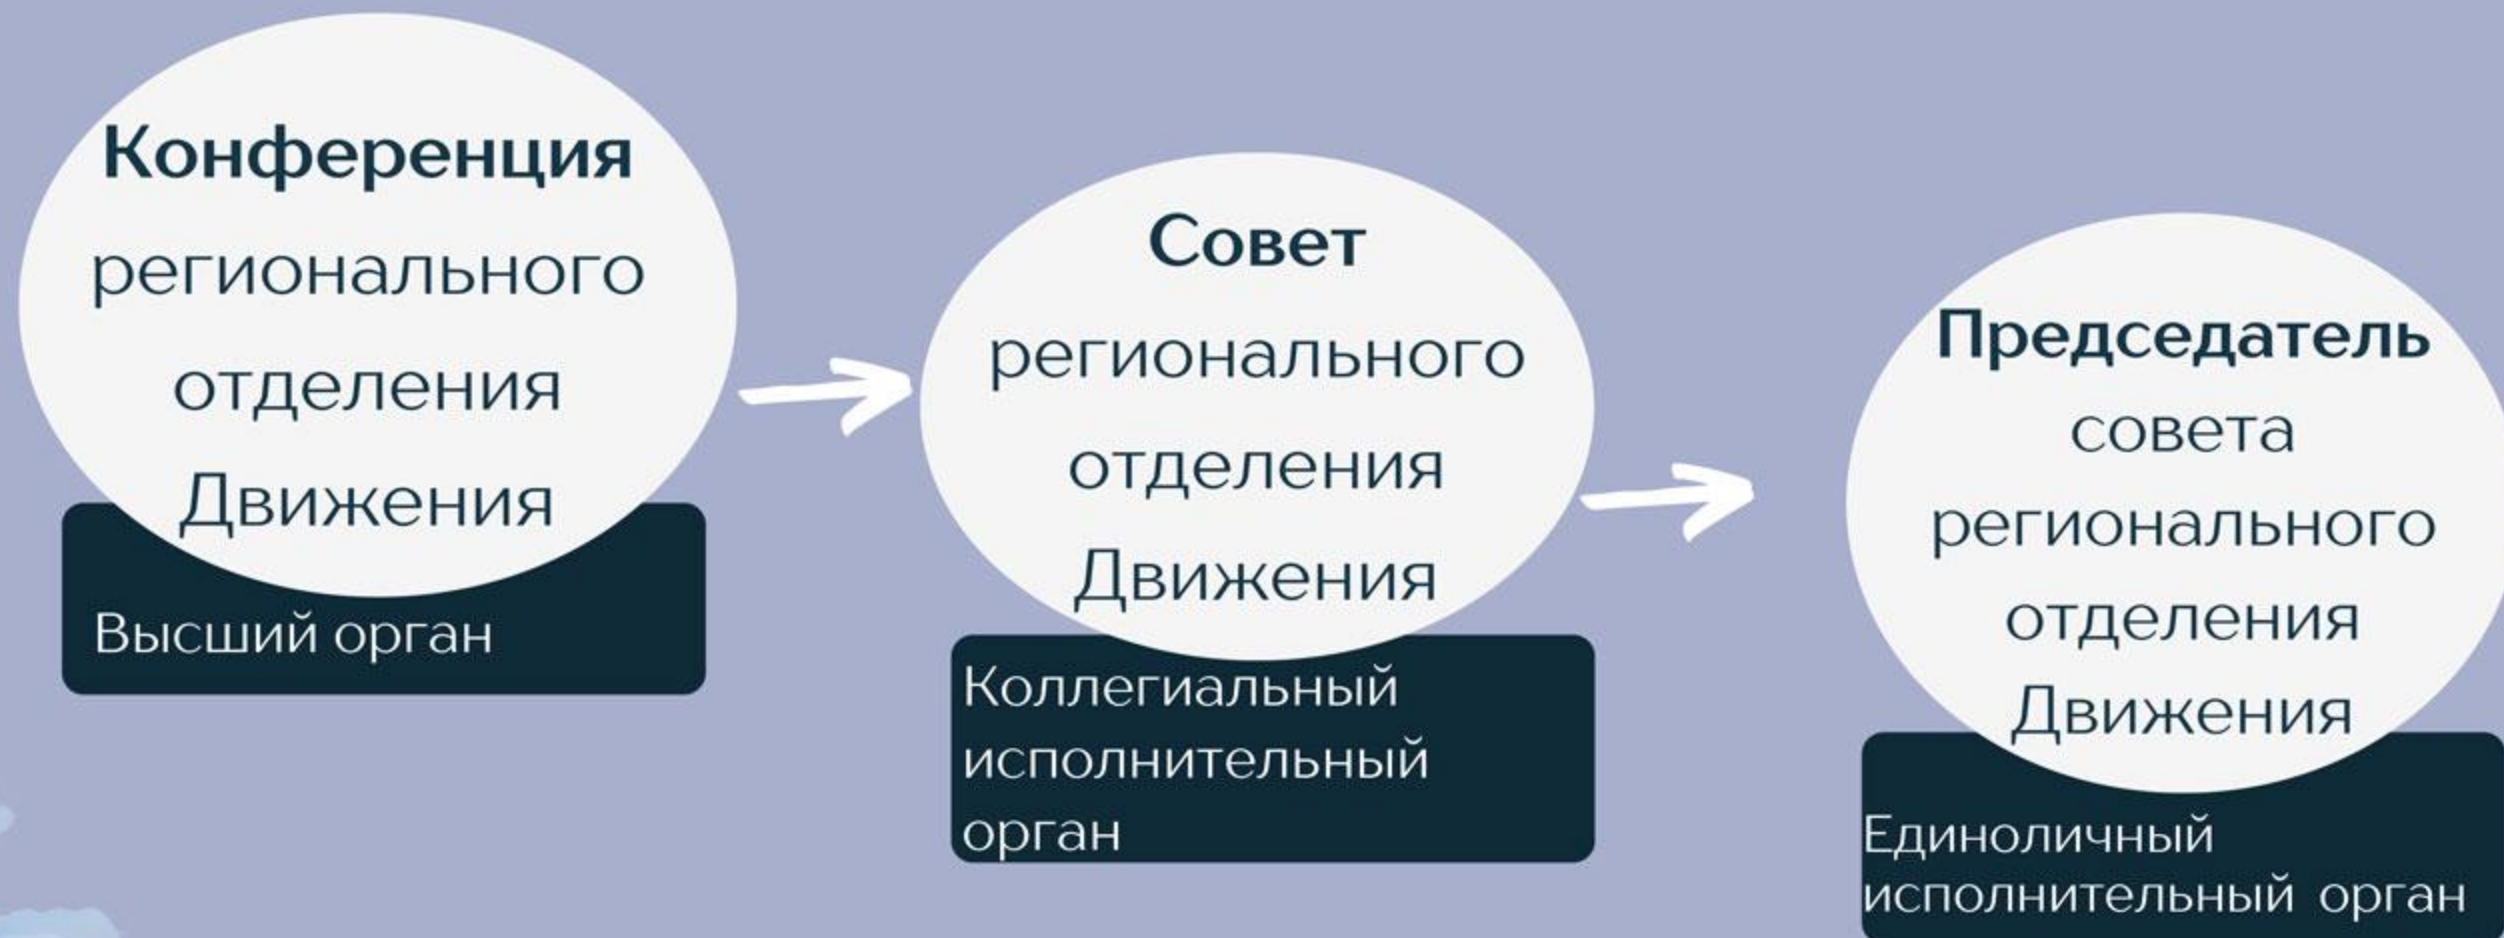 Конференция
регионального
отделения
Движения
Высший орган
Совет
регионального
отделения
Движения
Коллегиальный
исполнительный
орган
Председатель
совета
регионального
отделения
Движения
Единоличный
исполнительный орган